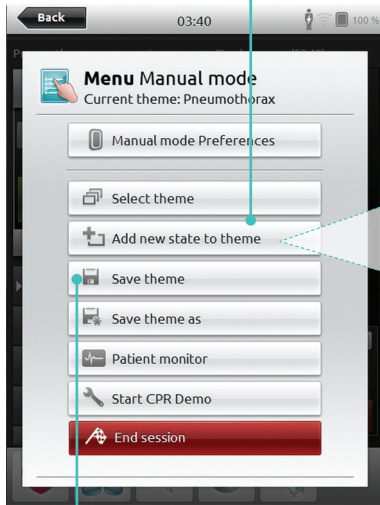 Back
03:40
100 %
Menu Manual mode
Current theme: Pneumothorax
Manual mode Preferences
Select theme
Add new state to theme
Save theme
Save theme as
Patient monitor
Start CPR Demo
End session